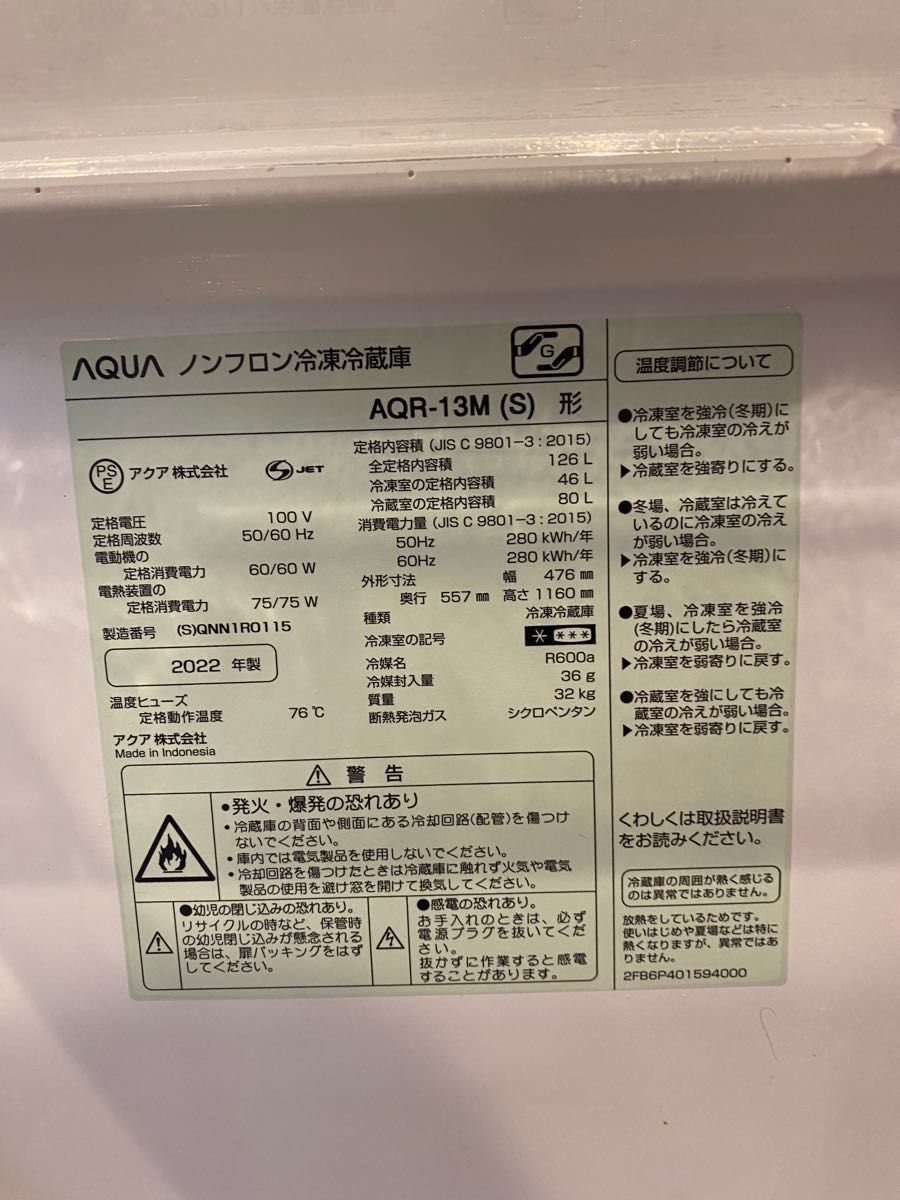 AQUA ノンフロン冷凍冷蔵庫
G
AQR-13M (S) 形
PS E アクア 株式会社 S JET
定格電圧 100 V
定格周波数 50/60 Hz
電動機の
定格消費電力 60/60 W
電熱装置の
定格消費電力 75/75 W
製造番号 (S)QNN1R0115
2022 年製
温度ヒューズ
定格動作温度 76 ℃
アクア 株式会社
Made in Indonesia
定格内容積 (JIS C 9801-3 : 2015)
全定格内容積 126 L
冷凍室の定格内容積 46 L
冷蔵室の定格内容積 80 L
消費電力量 (JIS C 9801-3 : 2015)
50Hz 280 kWh/年
60Hz 280 kWh/年
外形寸法 幅 476 ㎜
奥行 557 ㎜ 高さ 1160 ㎜
種類 冷凍冷蔵庫
冷凍室の記号 * ***
冷媒名 R600a
冷媒封入量 36 g
質量 32 kg
断熱発泡ガス シクロペンタン
警 告
●発火・爆発の恐れあり
・冷蔵庫の背面や側面にある冷却回路(配管)を傷つけ
ないでください。
・庫内では電気製品を使用しないでください。
・冷却回路を傷つけたときは冷蔵庫に触れず火気や電気
製品の使用を避け窓を開けて換気してください。
●幼児の閉じ込みの恐れあり。
リサイクルの時など、保管時
の幼児閉じ込みが懸念される
場合は、扉パッキングをはず
してください。
●感電の恐れあり。
お手入れのときは、必ず
電源プラグを抜いてくだ
さい。
抜かずに作業すると感電
することがあります。
温度調節について
●冷凍室を強冷(冬期)に
しても冷凍室の冷えが
弱い場合。
▶冷蔵室を強寄りにする。
●冬場、冷蔵室は冷えて
いるのに冷凍室の冷え
が弱い場合。
▶冷凍室を強冷(冬期)に
する。
●夏場、冷凍室を強冷
(冬期)にしたら冷蔵室
の冷えが弱い場合。
▶冷凍室を弱寄りに戻す。
●冷蔵室を強にしても冷
蔵室の冷えが弱い場合。
▶冷凍室を弱寄りに戻す。
くわしくは取扱説明書
をお読みください。
冷蔵庫の周囲が熱く感じる
のは異常ではありません。
放熱をしているためです。
使いはじめや夏場などは特に
熱くなりますが、異常ではあ
りません。
2FB6P401594000